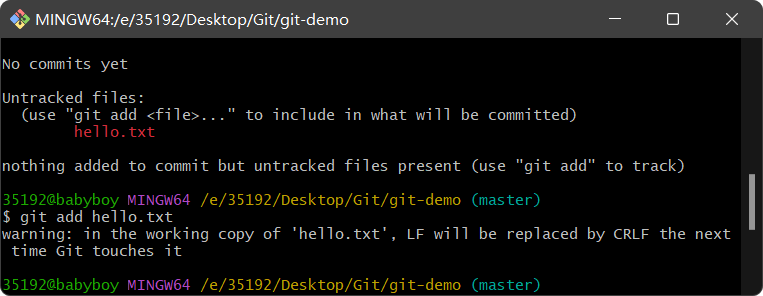 MINGW64:/e/35192/Desktop/Git/git-demo
No commits yet
Untracked files:
(use "git add <file>..." to include in what will be committed)
hello.txt
nothing added to commit but untracked files present (use "git add" to track)
35192@babyboy MINGW64 /e/35192/Desktop/Git/git-demo (master)
$ git add hello.txt
warning: in the working copy of 'hello.txt', LF will be replaced by CRLF the next
time Git touches it
35192@babyboy MINGW64 /e/35192/Desktop/Git/git-demo (master)